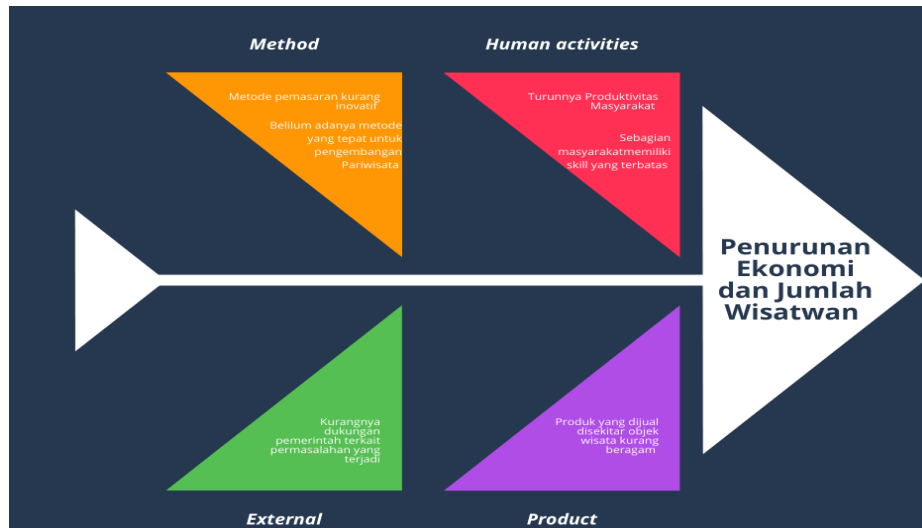 Method
Metode pemasaran kurang
inovatif
Belilum adanya metode
yang tepat untuk
pengembangan
Pariwisata
Human activities
Turunnya Produktivitas
Masyarakat
Sebagian
masyarakatmemiliki
skill yang terbatas
Penurunan
Ekonomi
dan Jumlah
Wisatwan
Kurangnya
dukungan
pemerintah terkait
permasalahan yang
terjadi
External
Produk yang dijual
disekitar objek
wisata kurang
beragam
Product